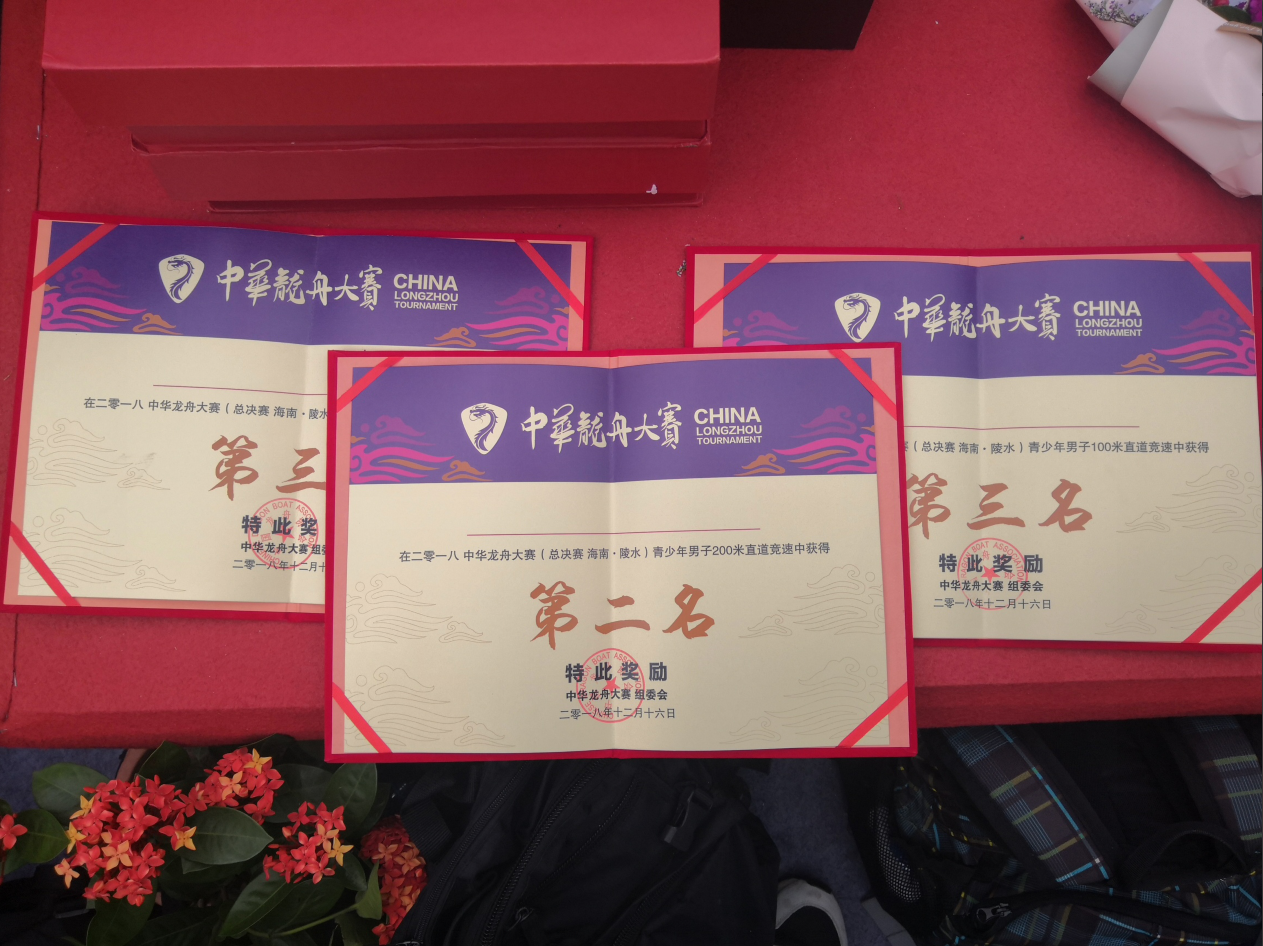 中華龍舟大賽
CHINA
LONGZHOU
TOURNAMENT
在二零一八 中华龙舟大赛（总决赛 海南·陵水
第三
特此奖
中华龙舟大赛 组
二零一八年十二月十
中華龍舟大賽
CHINA
LONGZHOU
TOURNAMENT
在二零一八 中华龙舟大赛（总决赛 海南·陵水）青少年男子200米直道竞速中获得
第二名
特此奖励
中华龙舟大赛 组委会
二零一八年十二月十六日
BOAT ASSOCIATION
中華龍舟大賽
CHINA
LONGZHOU
TOURNAMENT
（总决赛 海南·陵水）青少年男子100米直道竞速中获得
第三名
特此奖励
中华龙舟大赛 组委会
二零一八年十二月十六日
BOAT ASSOCIATION